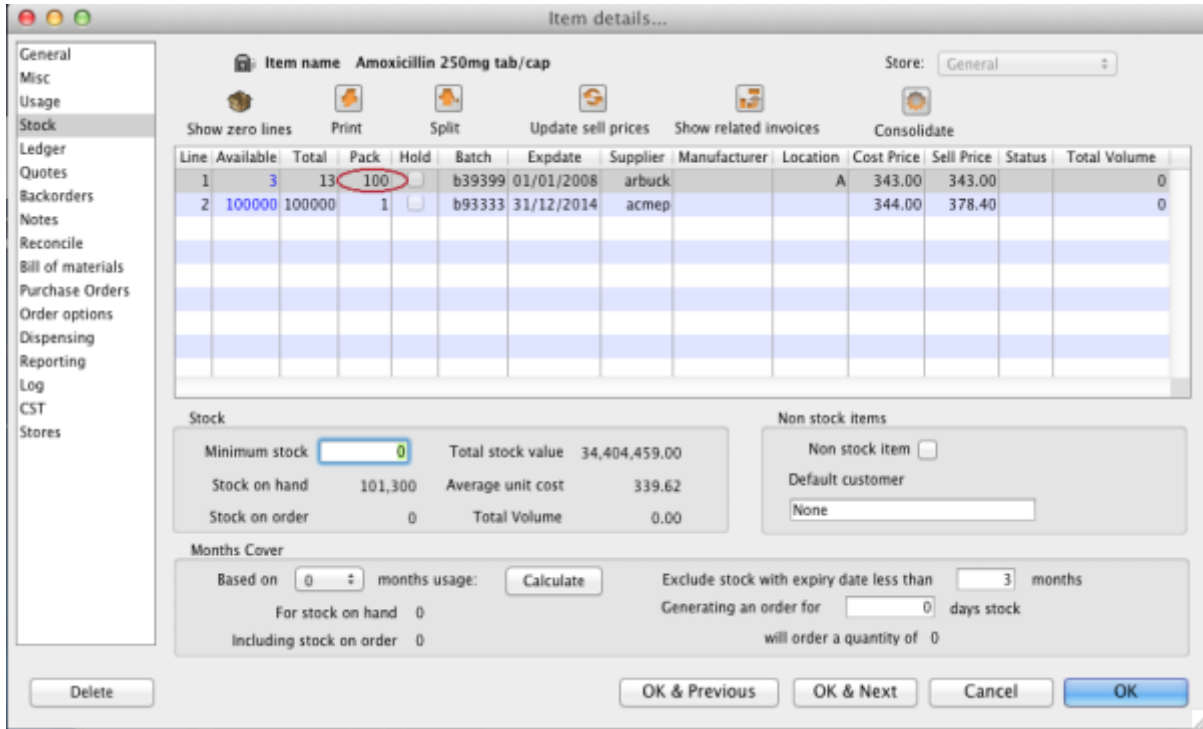 Item details...
General
Misc
Usage
Stock
Ledger
Quotes
Backorders
Notes
Reconcile
Bill of materials
Purchase Orders
Order options
Dispensing
Reporting
Log
CST
Stores
Item name Amoxicillin 250mg tab/cap
Store: General
Show zero lines Print Split Update sell prices Show related invoices Consolidate
Line Available Total Pack Hold Batch Expdate Supplier Manufacturer Location Cost Price Sell Price Status Total Volume
1 3 13 100 b39399 01/01/2008 arbuck A 343.00 343.00 0
2 100000 100000 1 b93333 31/12/2014 acmep 344.00 378.40 0
Stock
Minimum stock 0 Total stock value 34,404,459.00
Stock on hand 101,300 Average unit cost 339.62
Stock on order 0 Total Volume 0.00
Non stock items
Non stock item
Default customer
None
Months Cover
Based on 0 months usage: Calculate
For stock on hand 0
Including stock on order 0
Exclude stock with expiry date less than 3 months
Generating an order for 0 days stock
will order a quantity of 0
Delete OK & Previous OK & Next Cancel OK